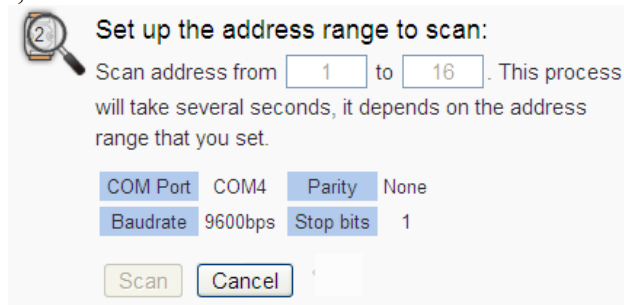 2
Set up the address range to scan:
Scan address from 1 to 16 . This process
will take several seconds, it depends on the address
range that you set.
COM Port COM4 Parity None
Baudrate 9600bps Stop bits 1
Scan Cancel